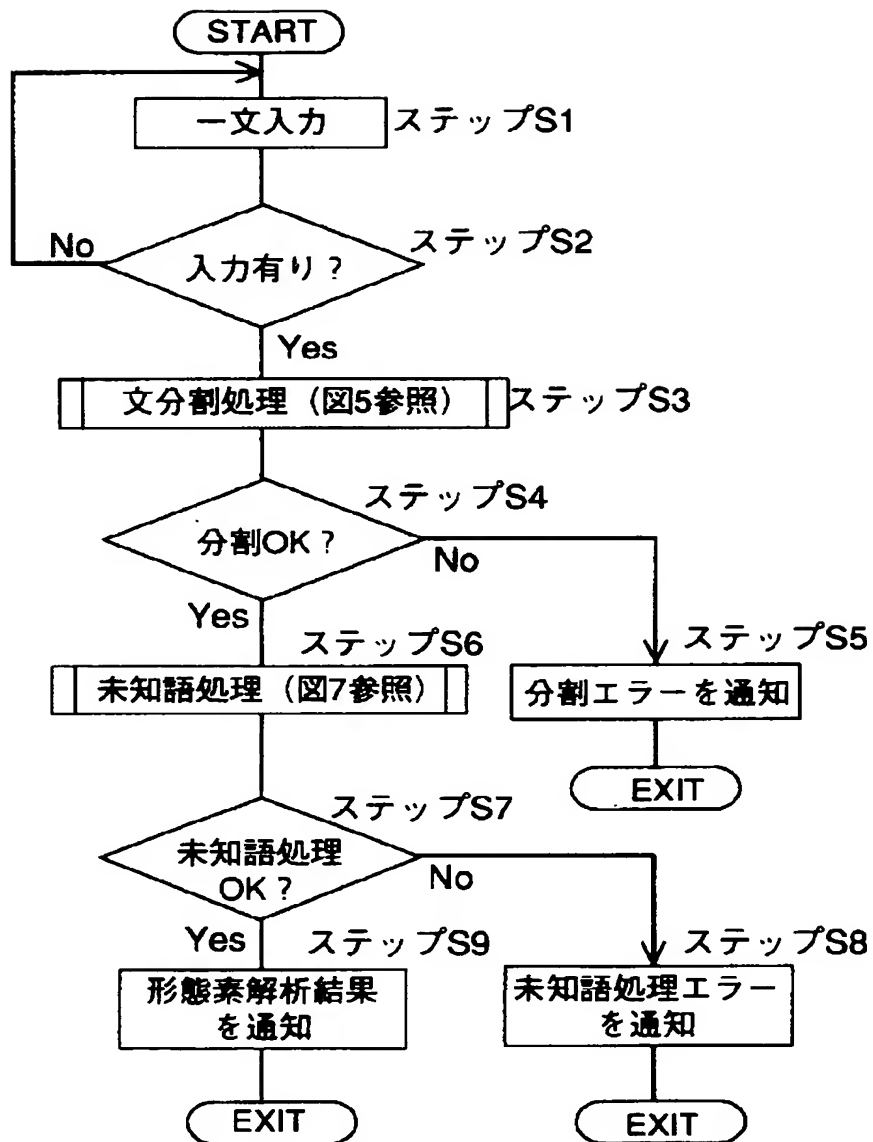 START
一文入力
ステップS1
ステップS2
No
入力有り？
Yes
文分割処理（図5参照）
ステップS3
ステップS4
分割OK？
No
Yes
ステップS6
ステップS5
未知語処理（図7参照）
分割エラーを通知
EXIT
ステップS7
未知語処理
OK？
No
Yes
ステップS9
ステップS8
形態素解析結果
を通知
未知語処理エラー
を通知
EXIT
EXIT